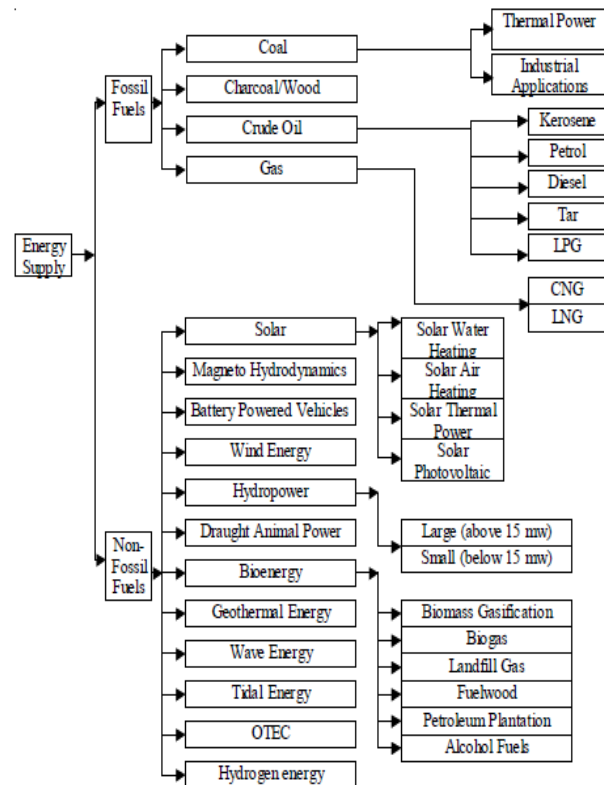 Thermal Power
Coal
Industrial
Applications
Fossil
Fuels
Charcoal/Wood
Crude Oil
Kerosene
Petrol
Gas
Diesel
Tar
Energy
Supply
LPG
CNG
LNG
Solar
Solar Water
Heating
Magneto Hydrodynamics
Solar Air
Heating
Battery Powered Vehicles
Solar Thermal
Power
Wind Energy
Solar
Photovoltaic
Hydropower
Non-
Fossil
Fuels
Draught Animal Power
Large (above 15 mw)
Small (below 15 mw)
Bioenergy
Geothermal Energy
Biomass Gasification
Biogas
Wave Energy
Landfill Gas
Fuelwood
Tidal Energy
Petroleum Plantation
OTEC
Alcohol Fuels
Hydrogen energy